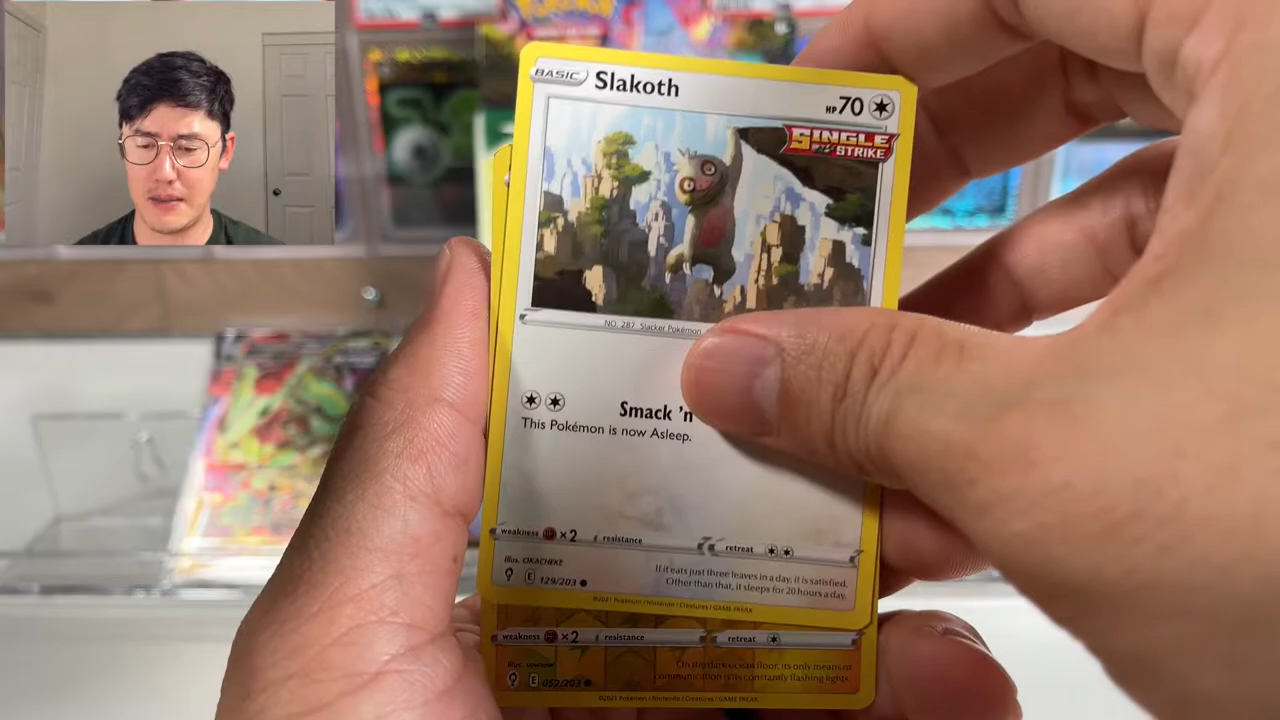 POKÉMON
BASIC Slakoth HP 70
SINGLE STRIKE
NO. 287 Slacker Pokémon
Smack 'n
This Pokémon is now Asleep.
weakness ×2 resistance retreat
Illus. OKACHEKE
If it eats just three leaves in a day, it is satisfied.
Other than that, it sleeps for 20 hours a day.
E 129/203
©2021 Pokémon / Nintendo / Creatures / GAME FREAK
weakness ×2 resistance retreat
On the dark ocean floor, its only means of
communication is its constantly flashing lights.
E 052/203
©2021 Pokémon / Nintendo / Creatures / GAME FREAK